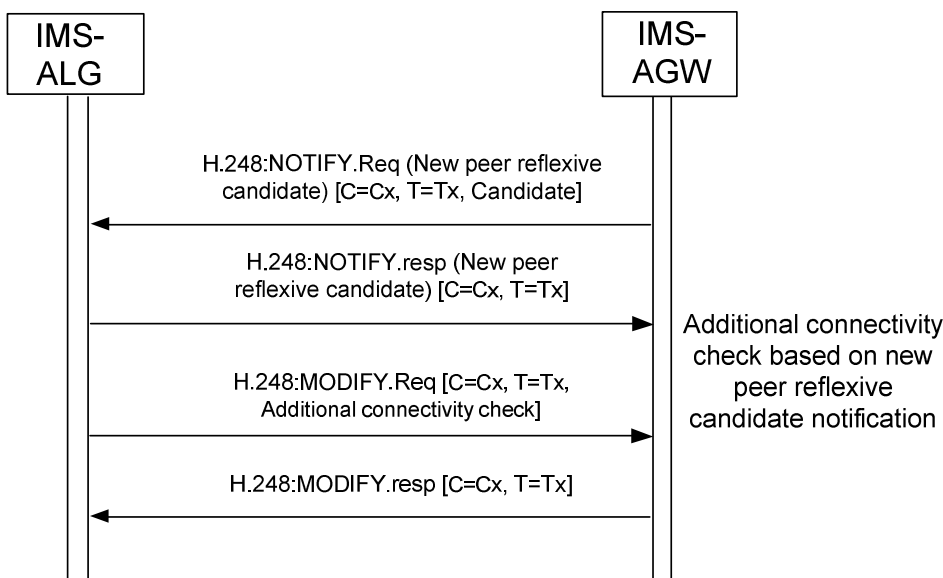 IMS-
ALG
IMS-
AGW
H.248:NOTIFY.Req (New peer reflexive
candidate) [C=Cx, T=Tx, Candidate]
H.248:NOTIFY.resp (New peer
reflexive candidate) [C=Cx, T=Tx]
Additional connectivity
check based on new
peer reflexive
candidate notification
H.248:MODIFY.Req [C=Cx, T=Tx,
Additional connectivity check]
H.248:MODIFY.resp [C=Cx, T=Tx]